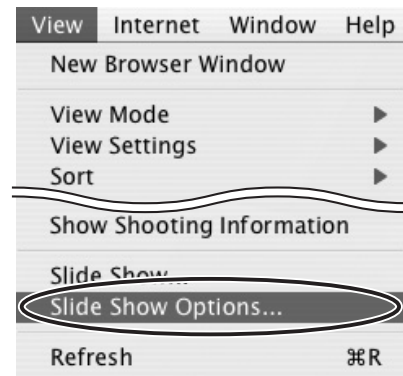 View Internet Window Help
New Browser Window
View Mode
View Settings
Sort
Show Shooting Information
Slide Show...
Slide Show Options...
Refresh ⌘R